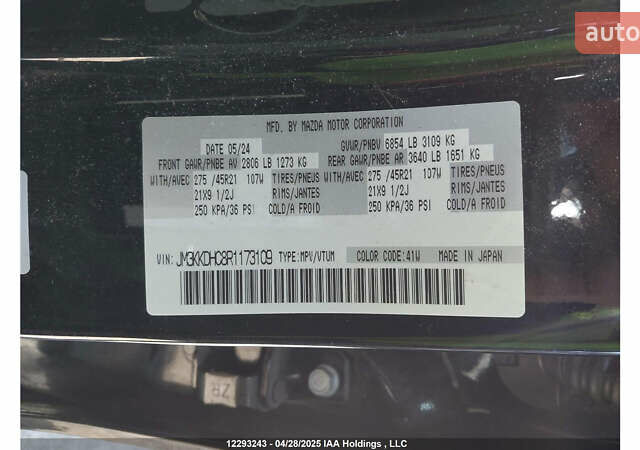 auto
MFD. BY MAZDA MOTOR CORPORATION
DATE 05/24 GVWR/PNBV 6854 LB 3109 KG
FRONT GAWR/PNBE AV 2806 LB 1273 KG REAR GAWR/PNBE AR 3640 LB 1651 KG
WITH/AVEC 275 /45R21 107W TIRES/PNEUS WITH/AVEC 275 /45R21 107W TIRES/PNEUS
21X9 1/2J RIMS/JANTES 21X9 1/2J RIMS/JANTES
250 KPA/36 PSI COLD/A FROID 250 KPA/36 PSI COLD/A FROID
VIN: JM3KKDHC8R1173109 TYPE:MPV/VTUM COLOR CODE:41W MADE IN JAPAN
ZR
12293243 - 04/28/2025 IAA Holdings , LLC